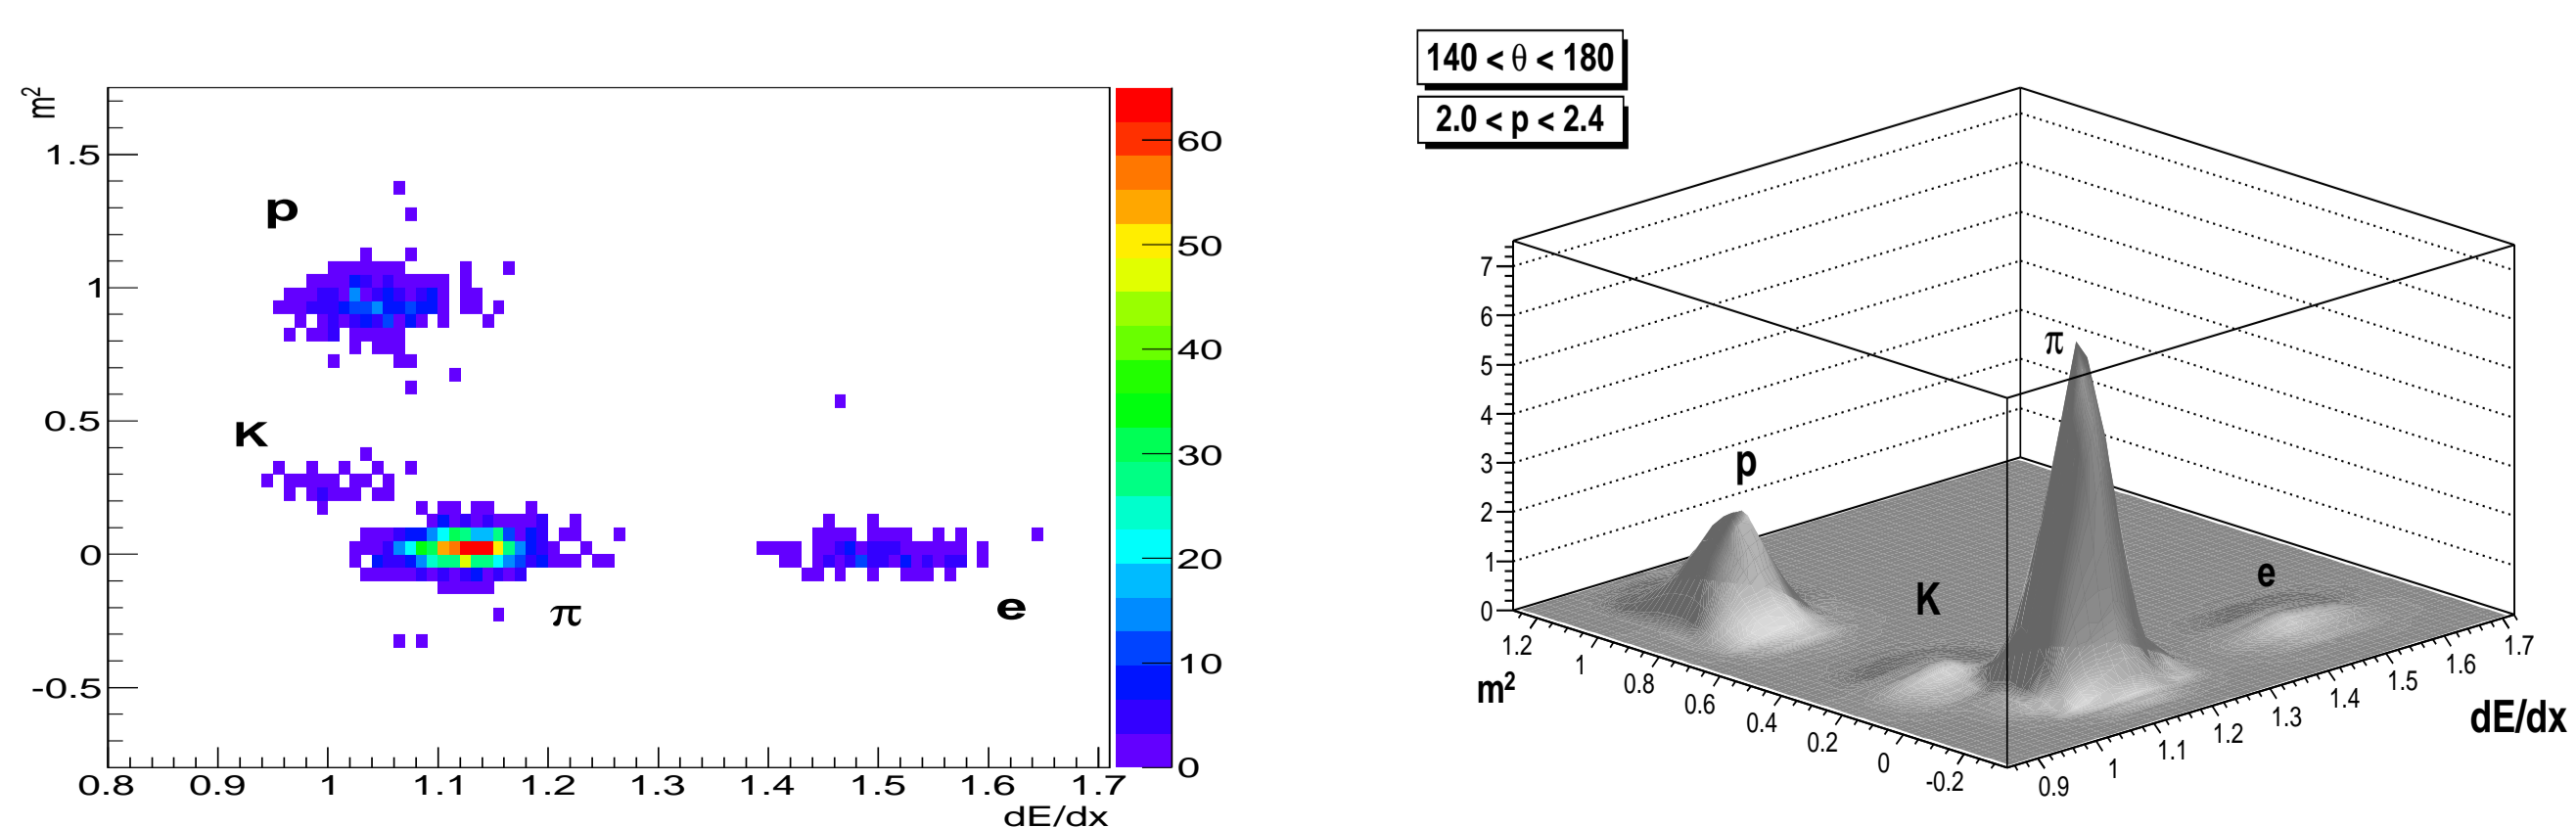 m²
1.5
1
0.5
0
-0.5
p
K
π
e
0.8 0.9 1 1.1 1.2 1.3 1.4 1.5 1.6 1.7
dE/dx
60
50
40
30
20
10
0
140 < θ < 180
2.0 < p < 2.4
7
6
5
4
3
2
1
0
π
p
K
e
1.2 1 0.8 0.6 0.4 0.2 0 -0.2
m²
0.9 1 1.1 1.2 1.3 1.4 1.5 1.6 1.7
dE/dx